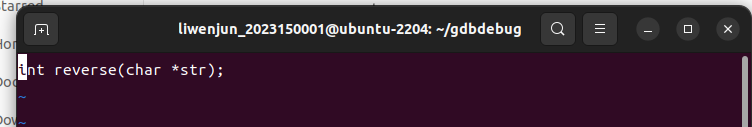 liwenjun_2023150001@ubuntu-2204: ~/gdbdebug
int reverse(char *str);
~
~